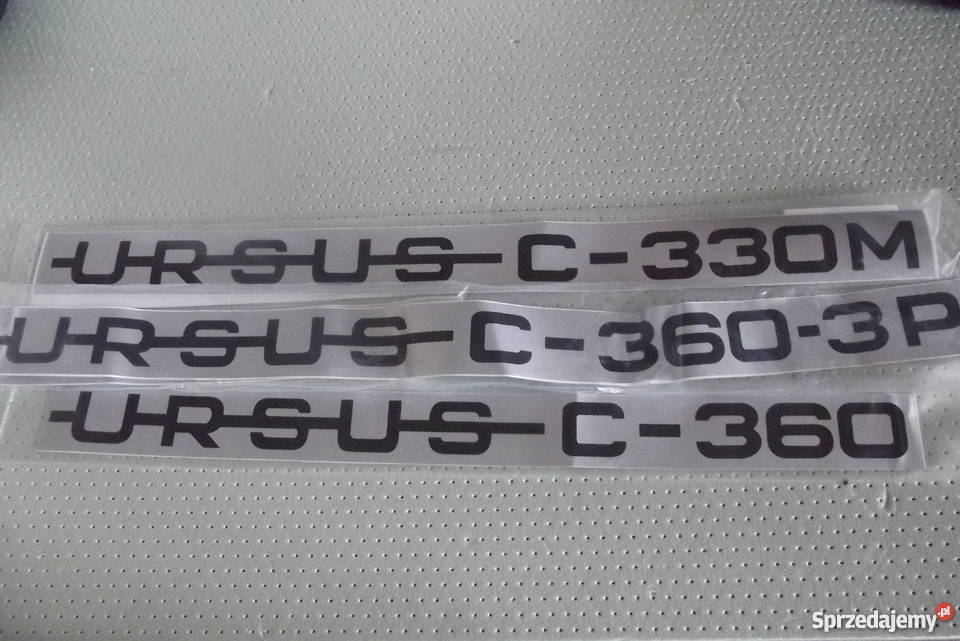 URSUS C-330M
URSUS C-360-3P
URSUS C-360
Sprzedajemy.pl